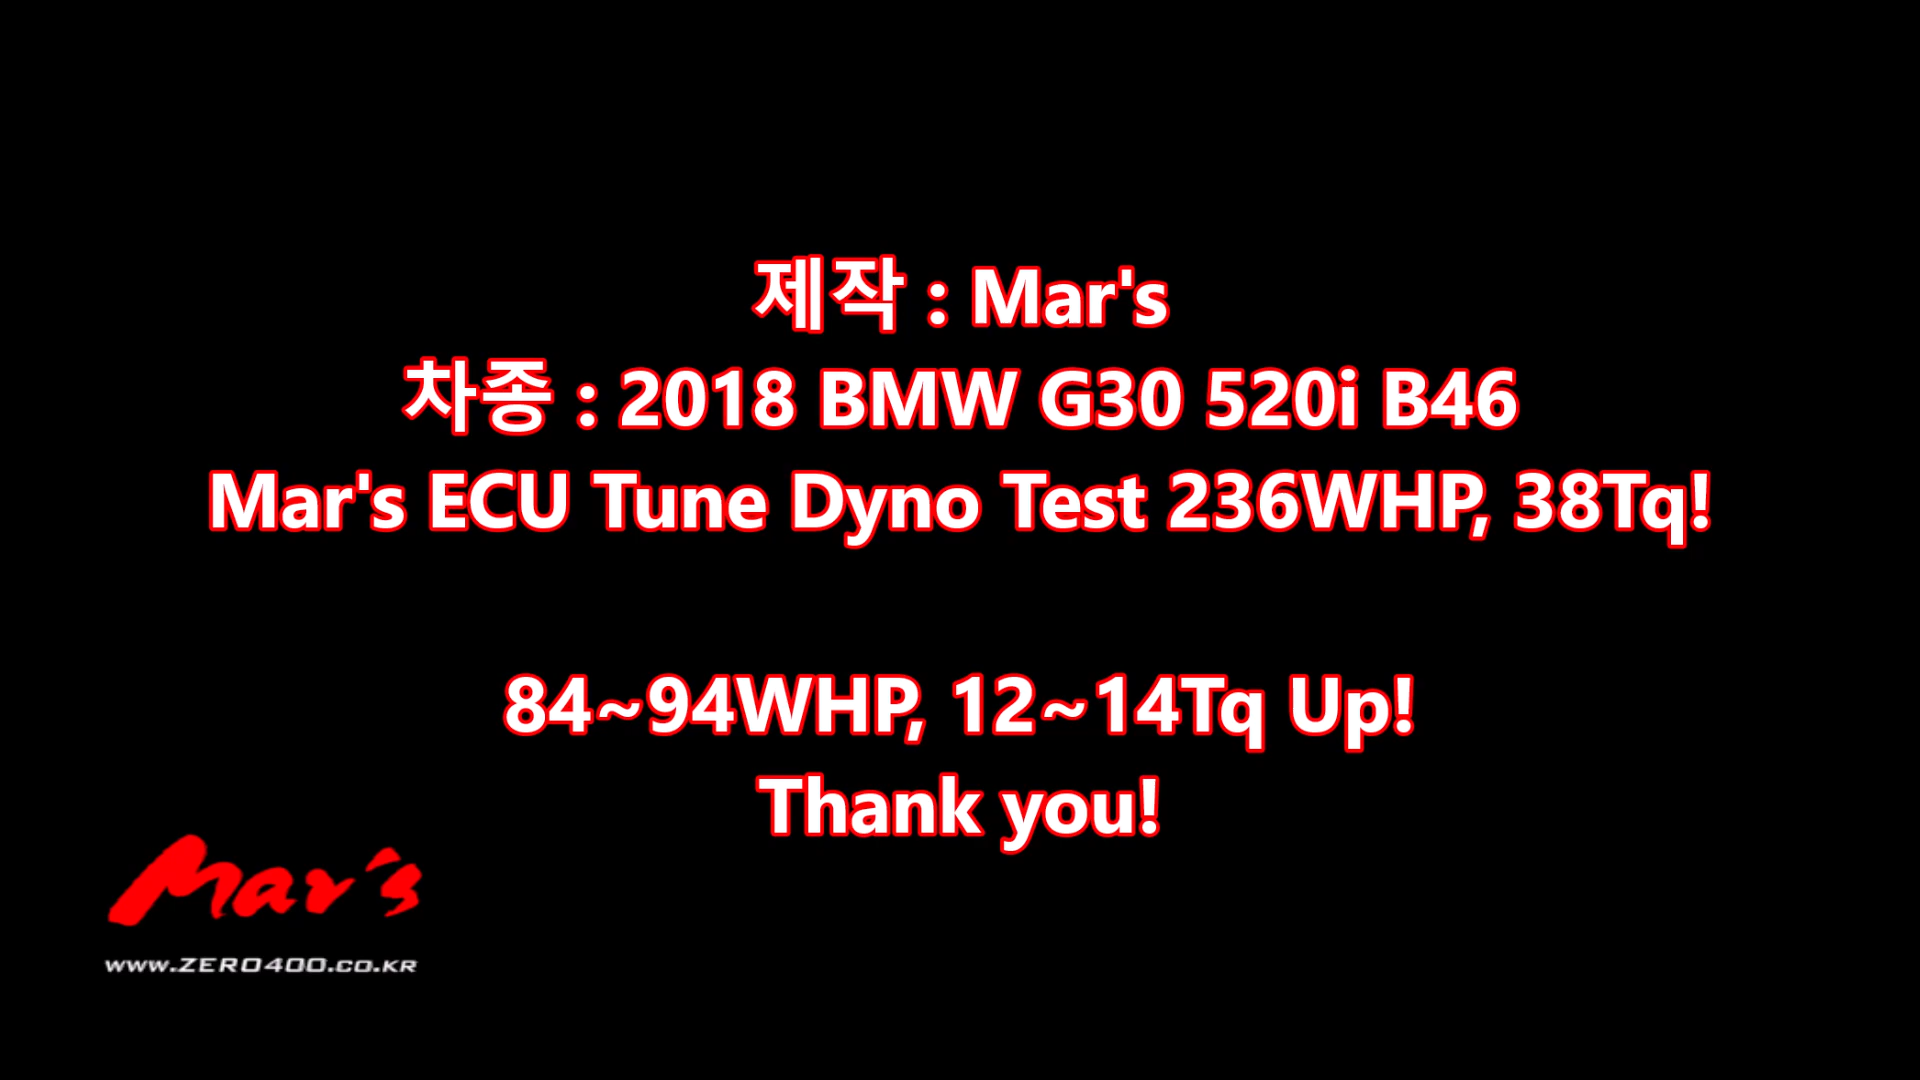 제작 : Mar's
차종 : 2018 BMW G30 520i B46
Mar's ECU Tune Dyno Test 236WHP, 38Tq!
84~94WHP, 12~14Tq Up!
Thank you!
Mar's
www.ZERO400.co.kr